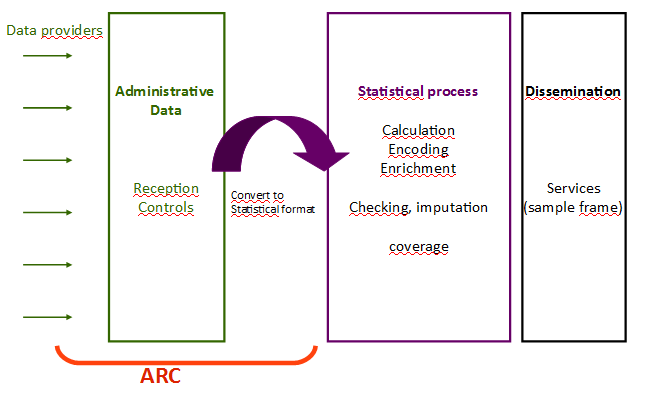 Data providers
Administrative
Data
Reception
Controls
Convert to
Statistical format
Statistical process
Calculation
Encoding
Enrichment
Checking, imputation
coverage
Dissemination
Services
(sample frame)
ARC